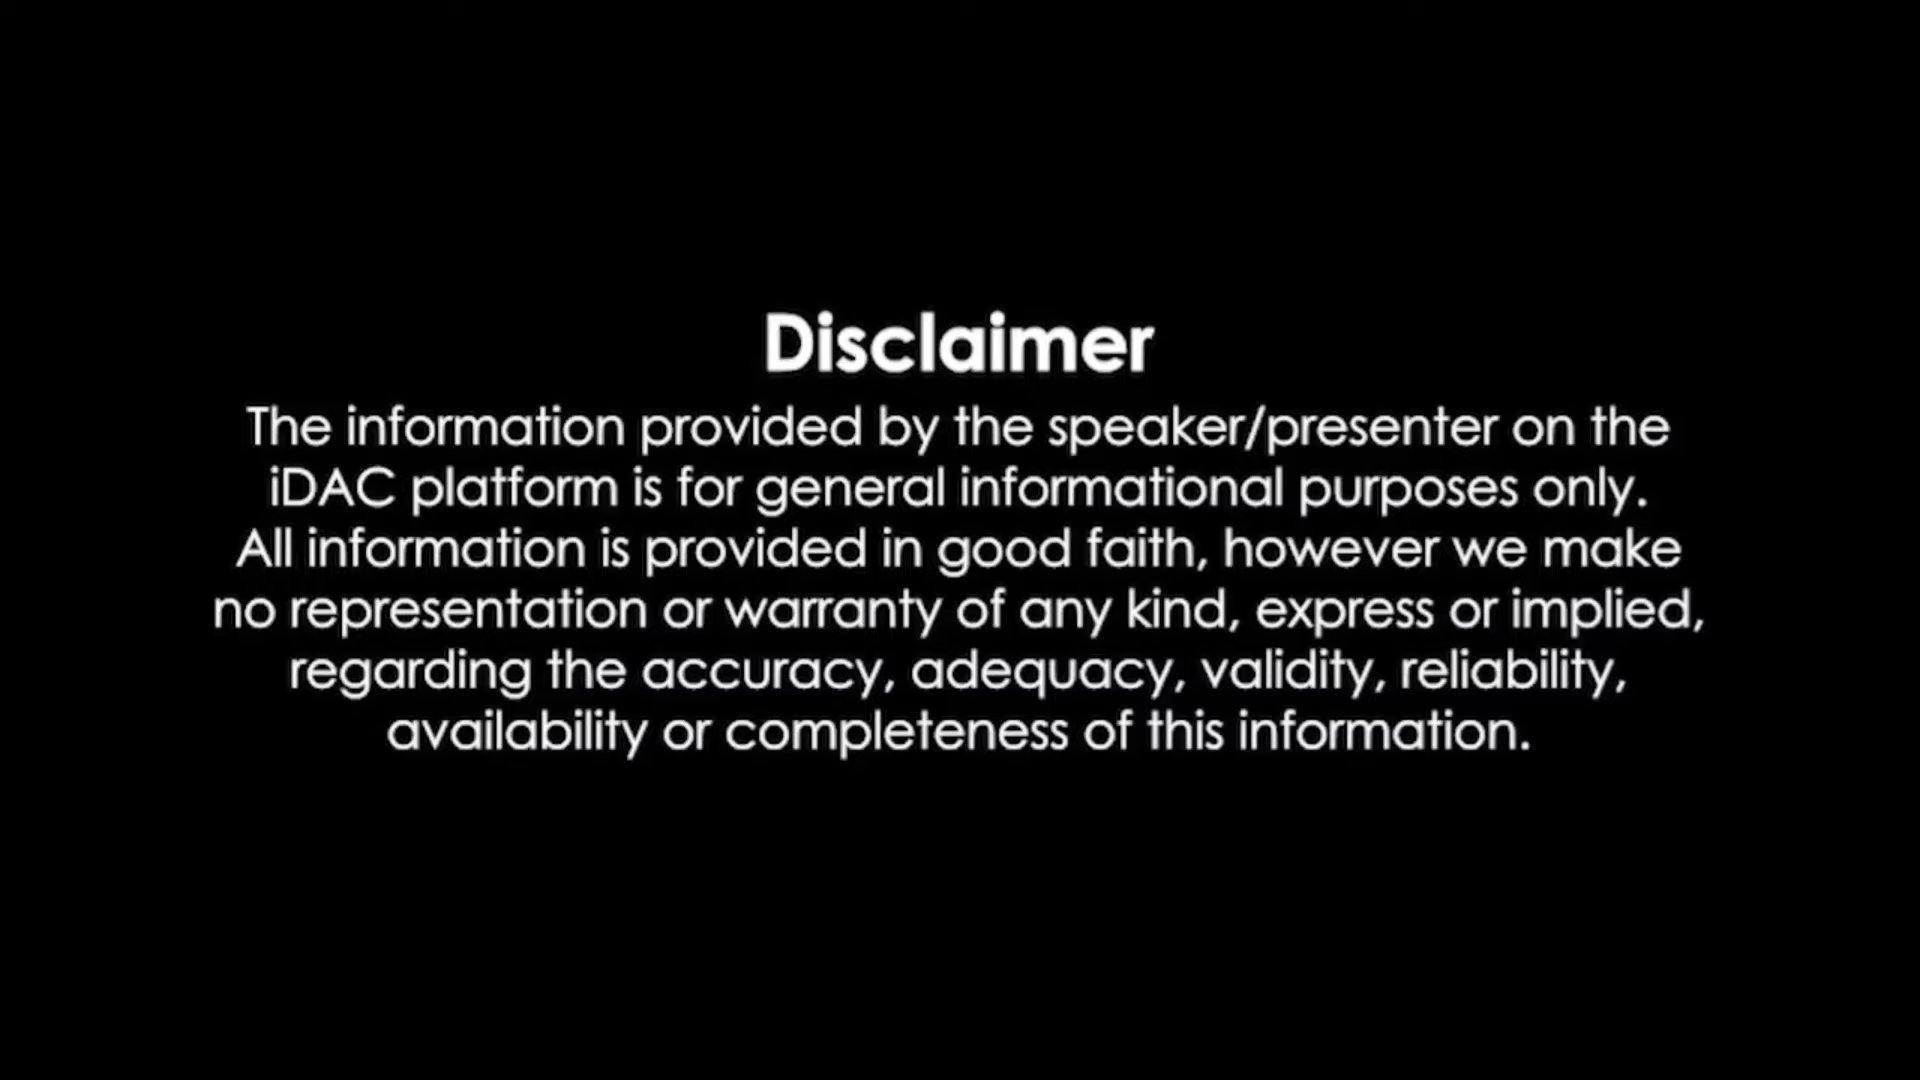 Disclaimer
The information provided by the speaker/presenter on the
iDAC platform is for general informational purposes only.
All information is provided in good faith, however we make
no representation or warranty of any kind, express or implied,
regarding the accuracy, adequacy, validity, reliability,
availability or completeness of this information.